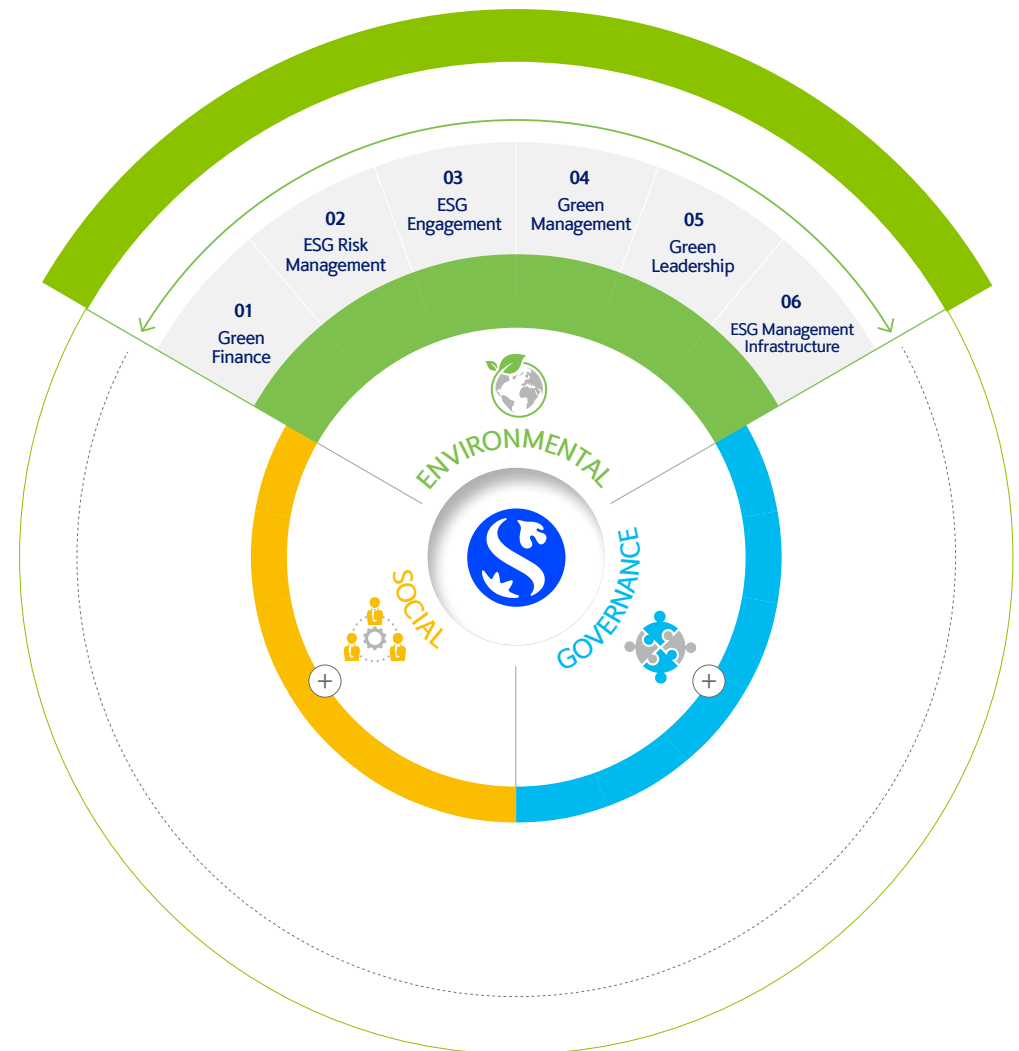 01
Green
Finance
02
ESG Risk
Management
03
ESG
Engagement
04
Green
Management
05
Green
Leadership
06
ESG Management
Infrastructure
ENVIRONMENTAL
SOCIAL
GOVERNANCE